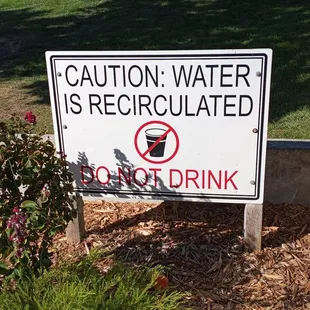 CAUTION: WATER
IS RECIRCULATED
DO NOT DRINK